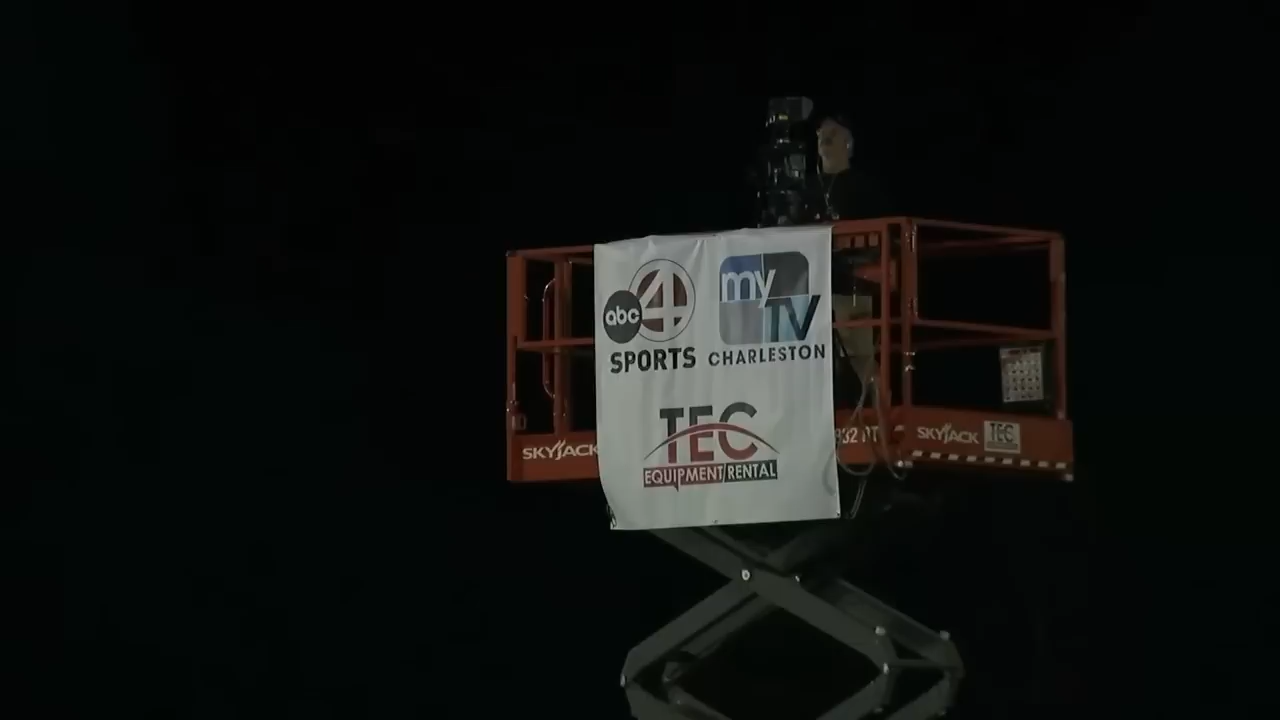 abc 4 my TV
SPORTS CHARLESTON
TEC
EQUIPMENT RENTAL
SKYJACK
SKYJACK TEC